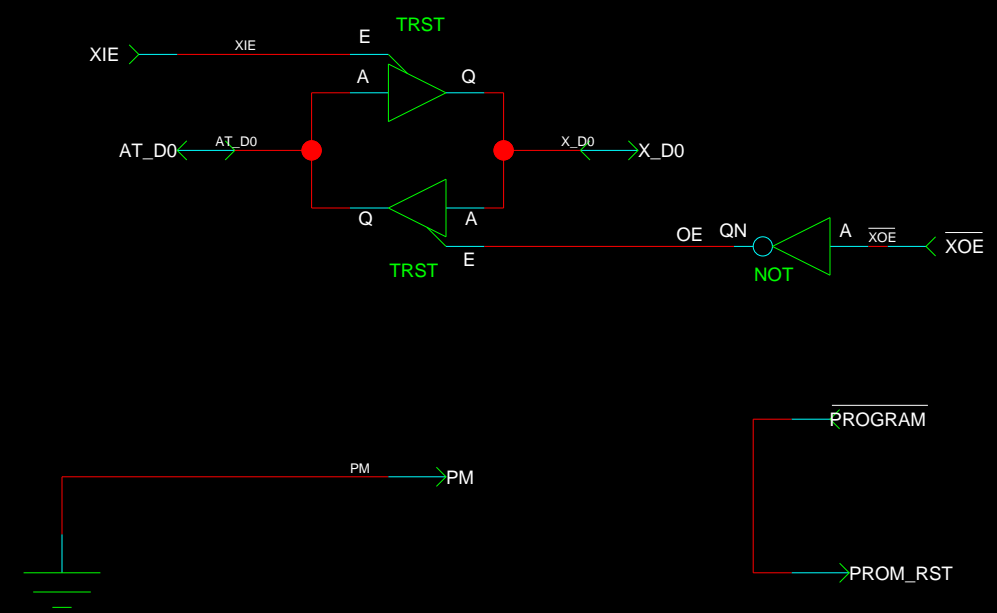 TRST
E
XIE
XIE
A
Q
AT_D0
AT_D0
X_D0
X_D0
Q
A
OE
QN
A
XOE
XOE
E
TRST
NOT
PROGRAM
PM
PM
PROM_RST